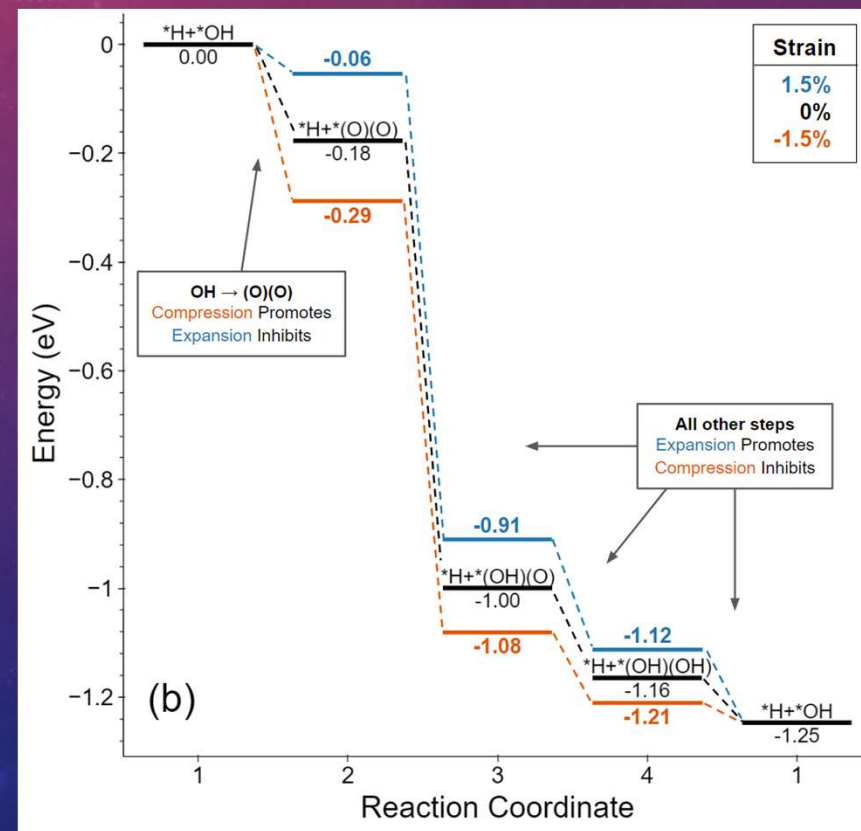 0
−0.2
−0.4
−0.6
−0.8
−1
−1.2
Energy (eV)
*H+*OH
0.00
-0.06
*H+*(O)(O)
-0.18
-0.29
Strain
1.5%
0%
-1.5%
OH → (O)(O)
Compression Promotes
Expansion Inhibits
All other steps
Expansion Promotes
Compression Inhibits
-0.91
*H+*(OH)(O)
-1.00
-1.08
-1.12
*H+*(OH)(OH)
-1.16
-1.21
*H+*OH
-1.25
(b)
1 2 3 4 1
Reaction Coordinate